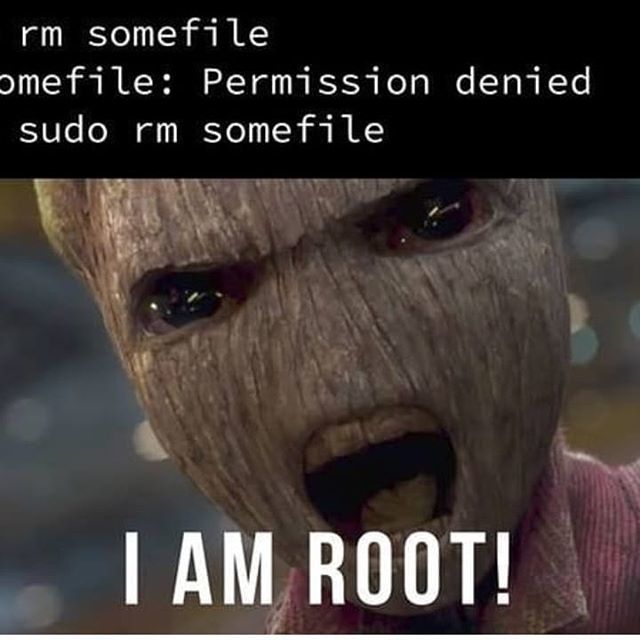 rm somefile
omefile: Permission denied
sudo rm somefile
I AM ROOT!